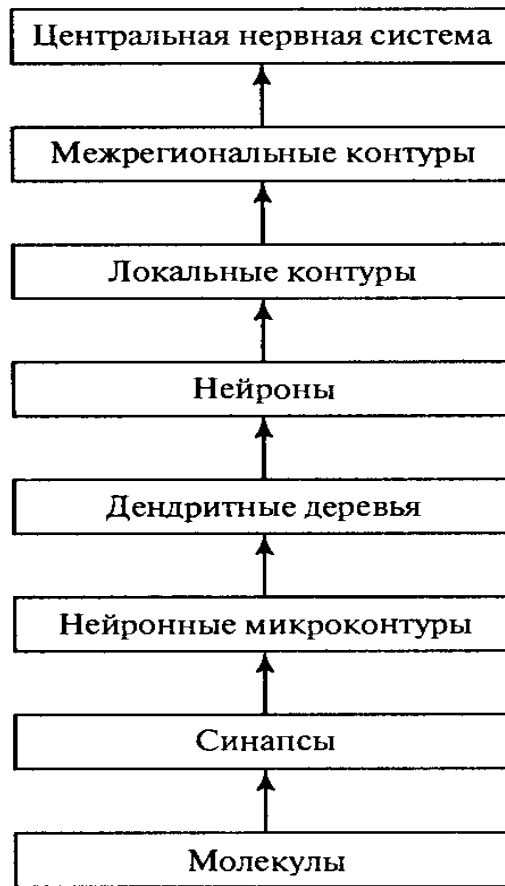 Центральная нервная система
Межрегиональные контуры
Локальные контуры
Нейроны
Дендритные деревья
Нейронные микроконтуры
Синапсы
Молекулы